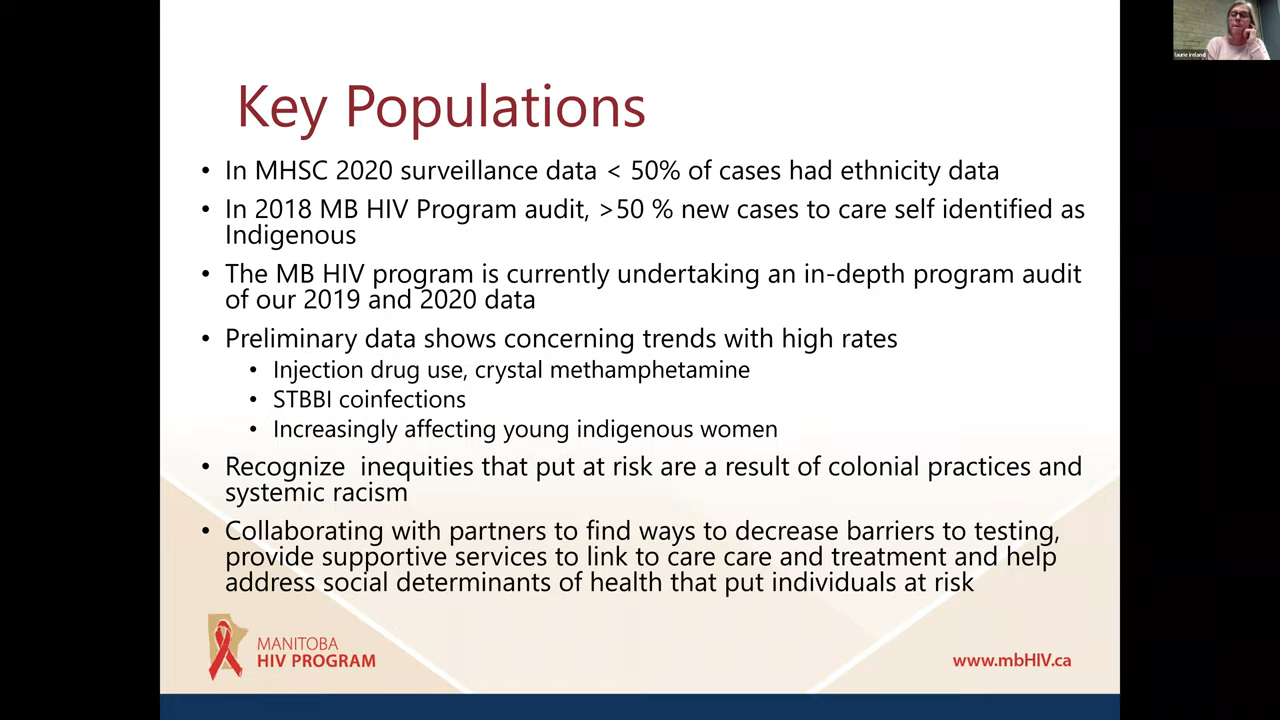 laurie ireland
Key Populations
• In MHSC 2020 surveillance data < 50% of cases had ethnicity data
• In 2018 MB HIV Program audit, >50 % new cases to care self identified as
Indigenous
• The MB HIV program is currently undertaking an in-depth program audit
of our 2019 and 2020 data
• Preliminary data shows concerning trends with high rates
• Injection drug use, crystal methamphetamine
• STBBI coinfections
• Increasingly affecting young indigenous women
• Recognize  inequities that put at risk are a result of colonial practices and
systemic racism
• Collaborating with partners to find ways to decrease barriers to testing,
provide supportive services to link to care care and treatment and help
address social determinants of health that put individuals at risk
MANITOBA
HIV PROGRAM
www.mbHIV.ca